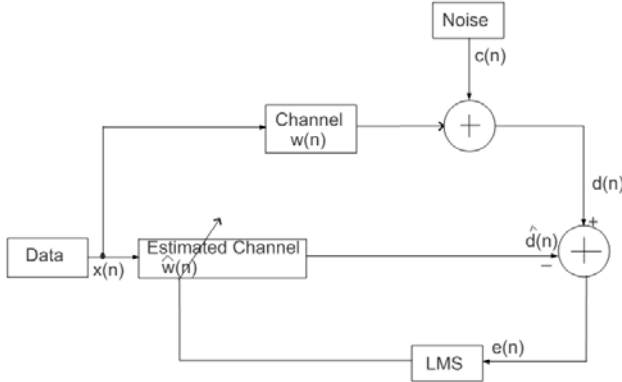 Noise
c(n)
Channel
w(n)
+
d(n)
+
Data
x(n)
Estimated Channel
ŵ(n)
d̂(n)
−
+
LMS
e(n)